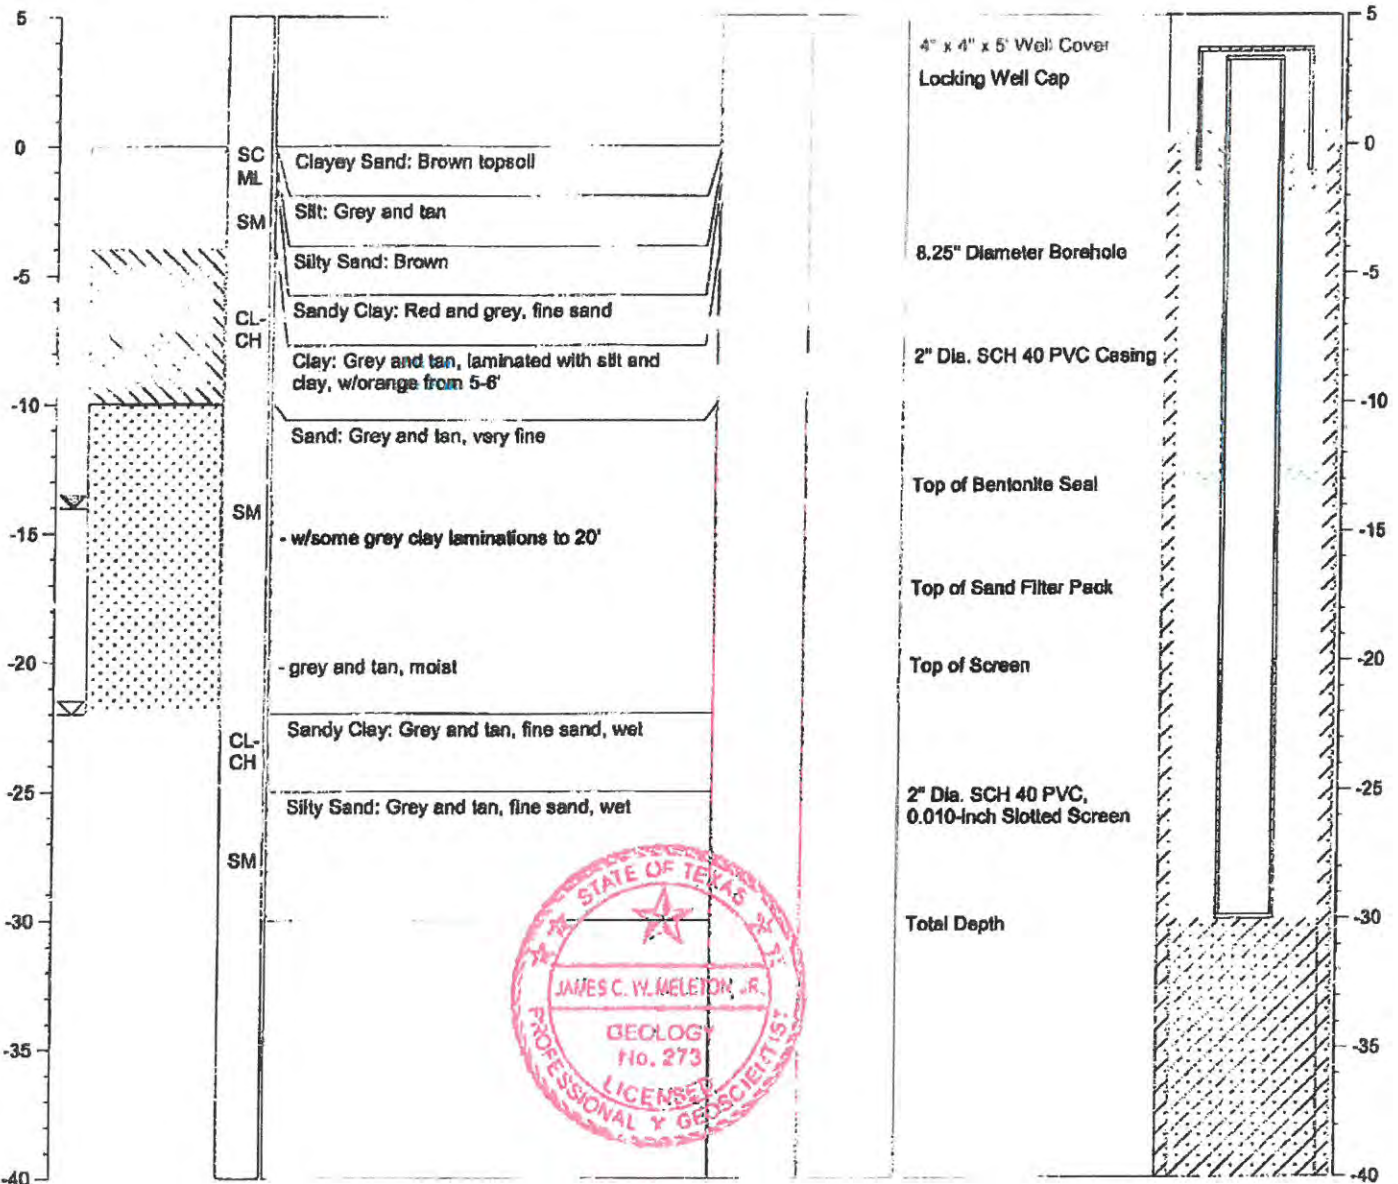 5
0
-5
-10
-15
-20
-25
-30
-35
-40
SC
ML
SM
CL-
CH
SM
CL-
CH
SM
Clayey Sand: Brown topsoil
Silt: Grey and tan
Silty Sand: Brown
Sandy Clay: Red and grey, fine sand
Clay: Grey and tan, laminated with silt and
clay, w/orange from 5-6'
Sand: Grey and tan, very fine
- w/some grey clay laminations to 20'
- grey and tan, moist
Sandy Clay: Grey and tan, fine sand, wet
Silty Sand: Grey and tan, fine sand, wet
STATE OF TEXAS
JAMES C. W. MELETON, JR.
GEOLOGY
No. 273
LICENSED
PROFESSIONAL GEOSCIENTIST
4" x 4" x 5' Well Cover
Locking Well Cap
8.25" Diameter Borehole
2" Dia. SCH 40 PVC Casing
Top of Bentonite Seal
Top of Sand Filter Pack
Top of Screen
2" Dia. SCH 40 PVC,
0.010-inch Slotted Screen
Total Depth
5
0
-5
-10
-15
-20
-25
-30
-35
-40